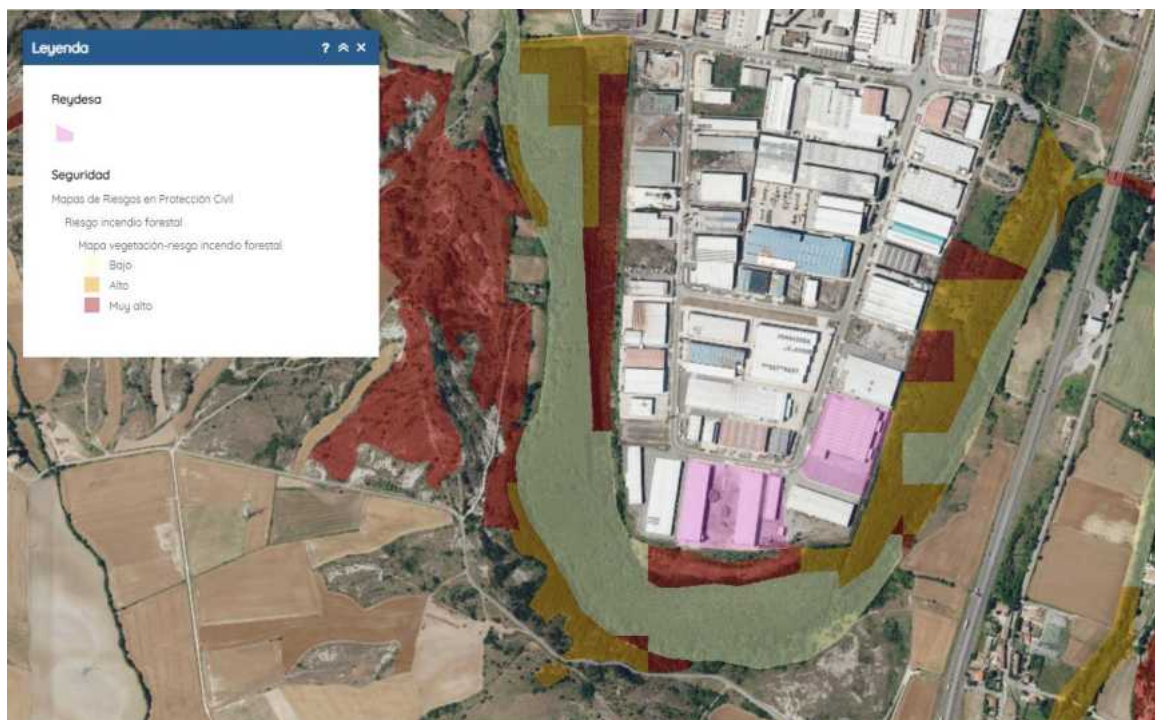 Leyenda
? ⨯
Reydesa
Seguridad
Mapas de Riesgos en Protección Civil
Riesgo incendio forestal
Mapa vegetación-riesgo incendio forestal
Bajo
Alto
Muy alto